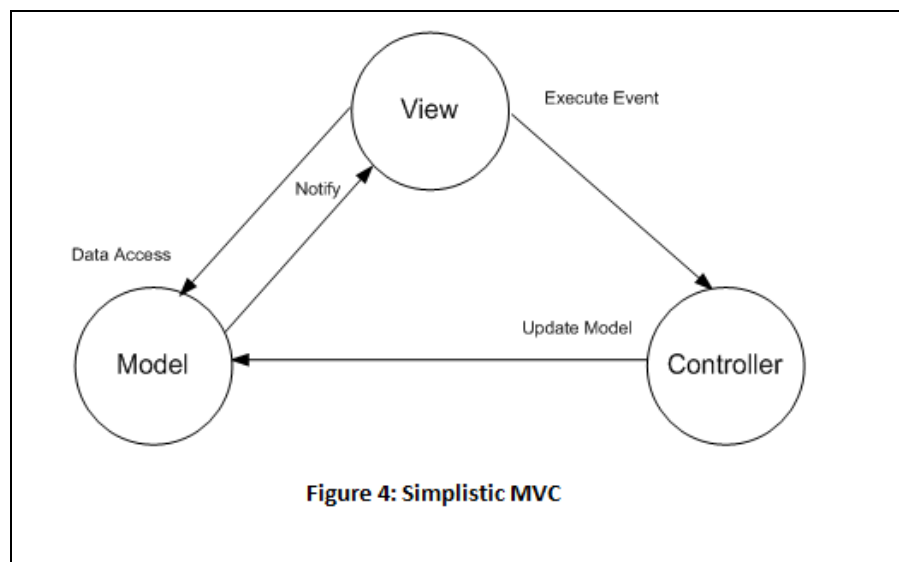 View
Execute Event
Notify
Data Access
Update Model
Model
Controller
Figure 4: Simplistic MVC